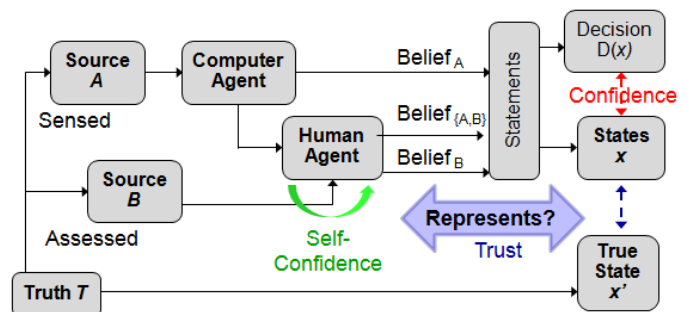 Source
A
Sensed
Computer
Agent
Belief A
Statements
Decision
D(x)
Confidence
Human
Agent
Belief {A,B}
Belief B
States
x
Source
B
Assessed
Self-
Confidence
Represents?
Trust
True
State
x'
Truth T